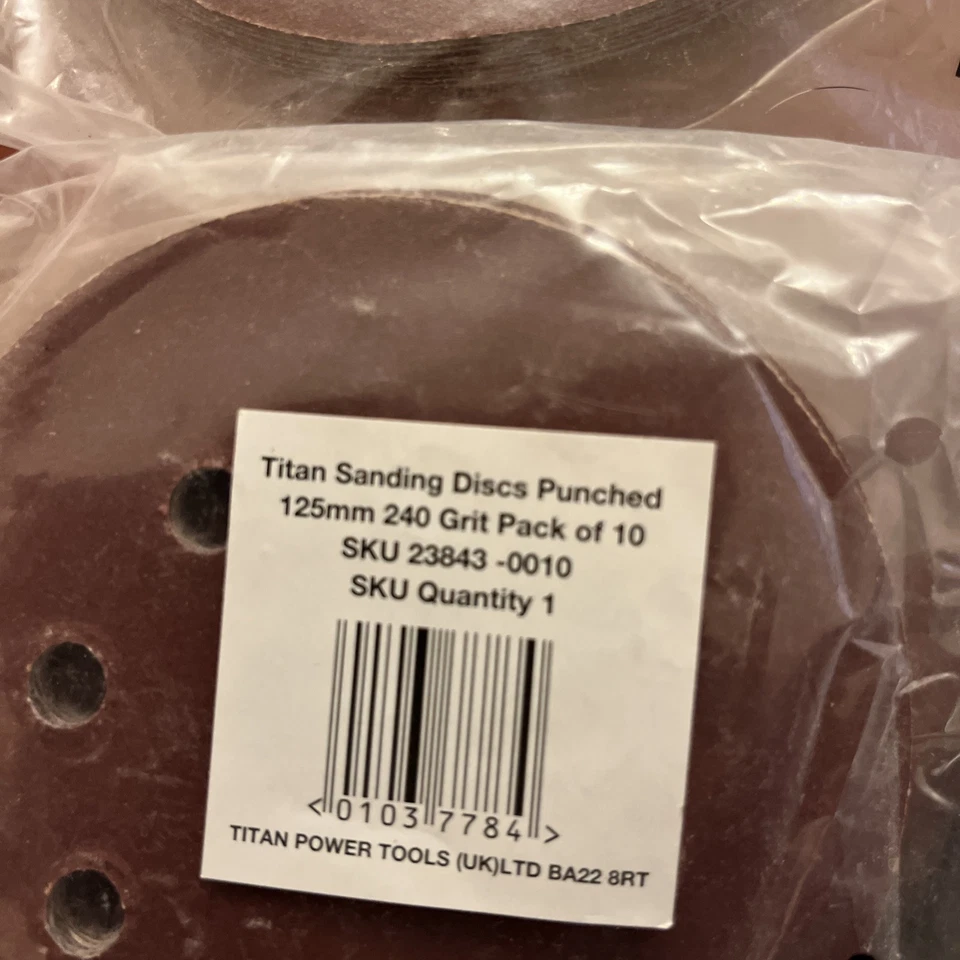 Titan Sanding Discs Punched
125mm 240 Grit Pack of 10
SKU 23843 -0010
SKU Quantity 1
<0103 7784>
TITAN POWER TOOLS (UK)LTD BA22 8RT